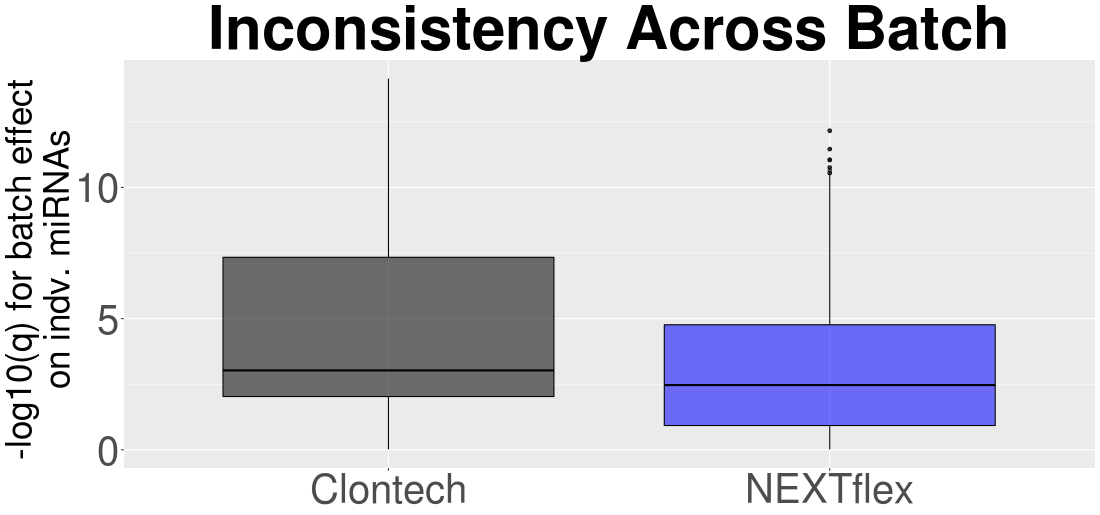 Inconsistency Across Batch
-log10(q) for batch effect
on indv. miRNAs
10
5
0
Clontech
NEXTflex